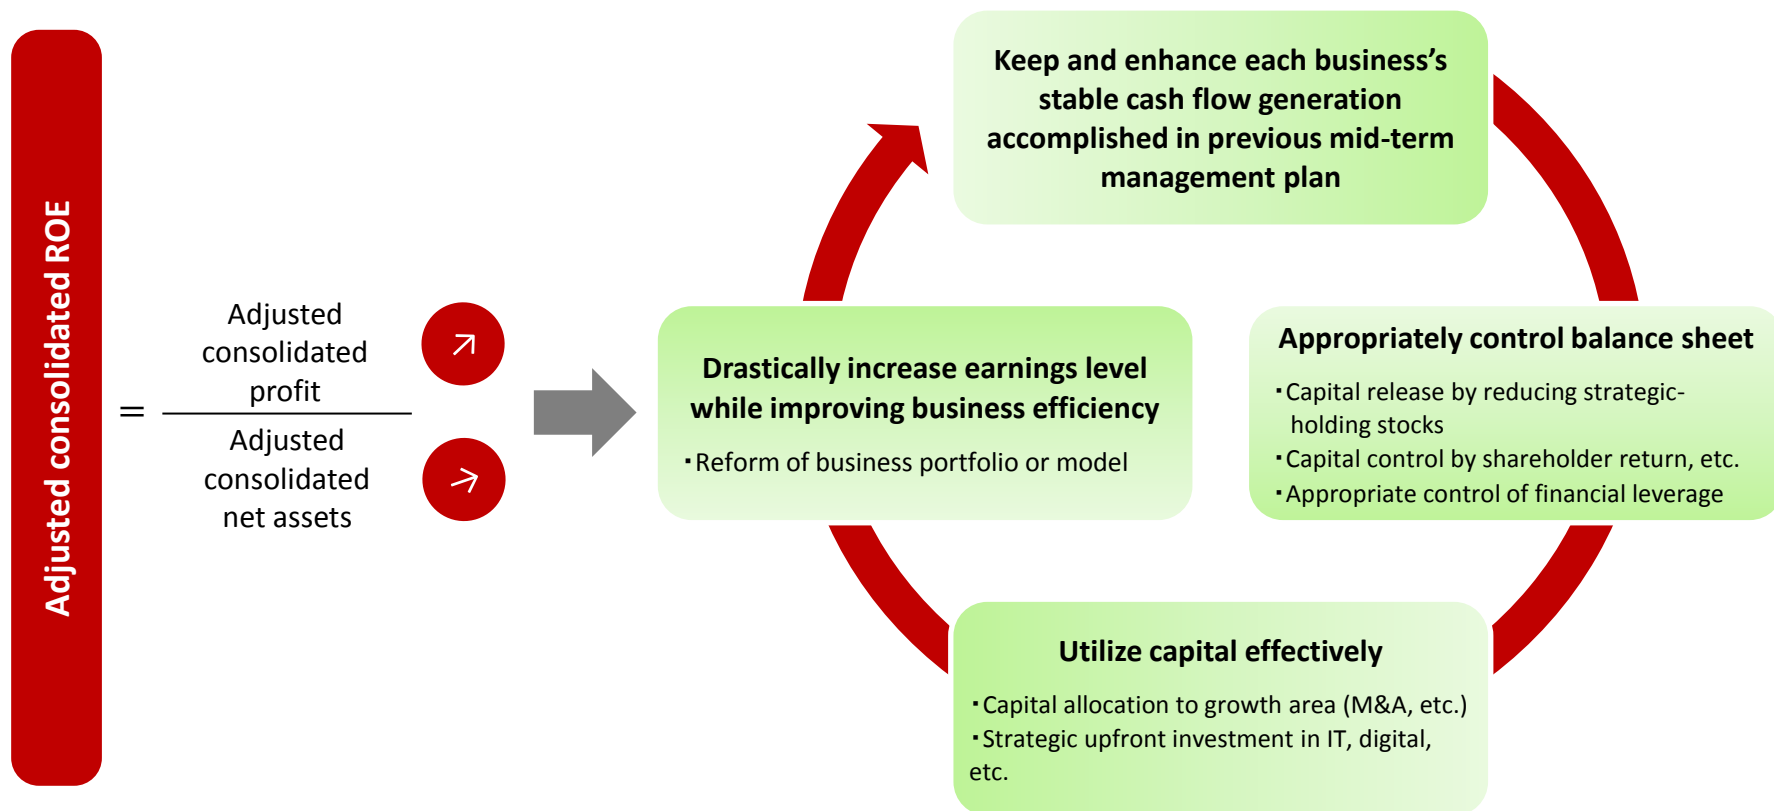 Adjusted consolidated ROE
=
Adjusted
consolidated
profit
Adjusted
consolidated
net assets
Keep and enhance each business’s
stable cash flow generation
accomplished in previous mid-term
management plan
Drastically increase earnings level
while improving business efficiency
・Reform of business portfolio or model
Appropriately control balance sheet
・Capital release by reducing strategic-
holding stocks
・Capital control by shareholder return, etc.
・Appropriate control of financial leverage
Utilize capital effectively
・Capital allocation to growth area (M&A, etc.)
・Strategic upfront investment in IT, digital,
etc.